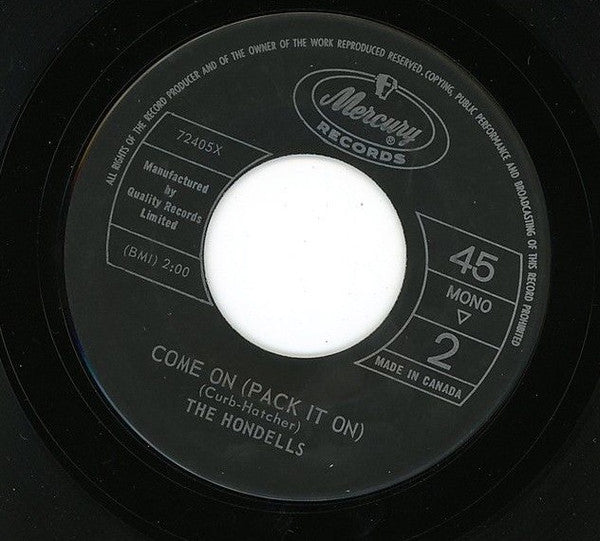 ALL RIGHTS OF THE RECORD PRODUCER AND OF THE OWNER OF THE WORK REPRODUCED RESERVED. COPYING, PUBLIC PERFORMANCE AND BROADCASTING OF THIS RECORD PROHIBITED
Mercury
®
RECORDS
72405X
Manufactured
by
Quality Records
Limited
(BMI) 2:00
45
MONO
2
MADE IN CANADA
COME ON (PACK IT ON)
(Curb-Hatcher)
THE HONDELLS